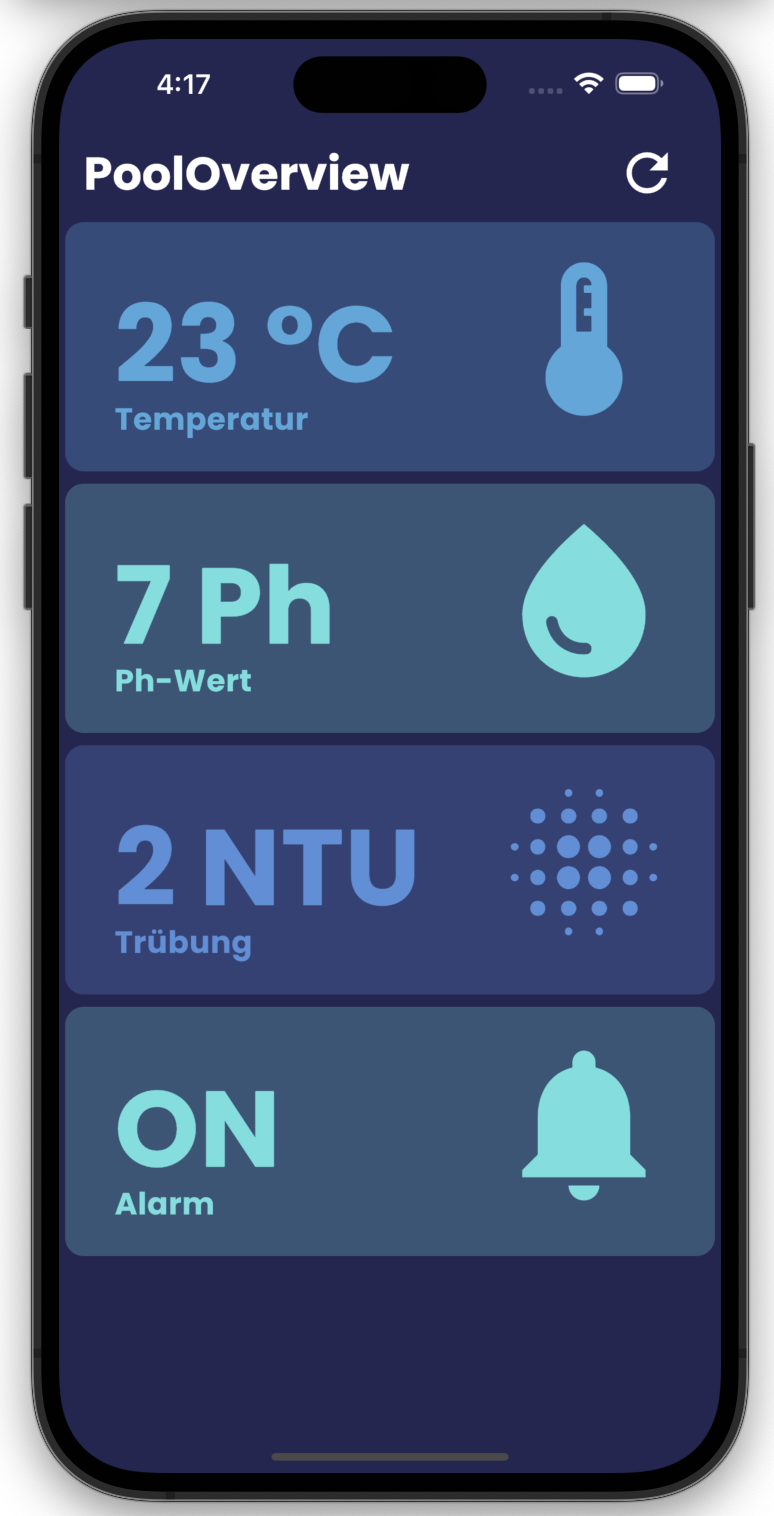 4:17
PoolOverview
23 °C
Temperatur
7 Ph
Ph-Wert
2 NTU
Trübung
ON
Alarm